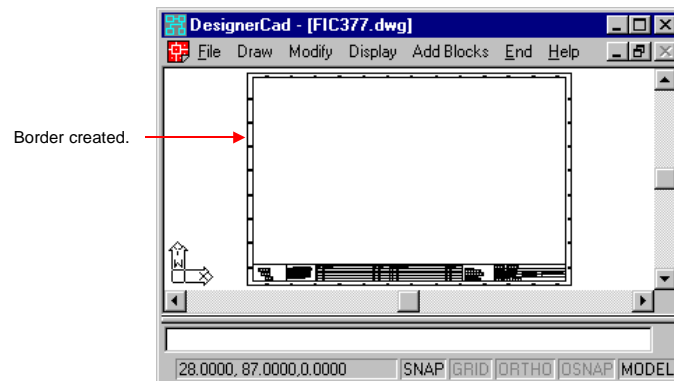 DesignerCad - [FIC377.dwg]
File Draw Modify Display Add Blocks End Help
Border created.
W
28.0000, 87.0000,0.0000 SNAP GRID ORTHO OSNAP MODEL